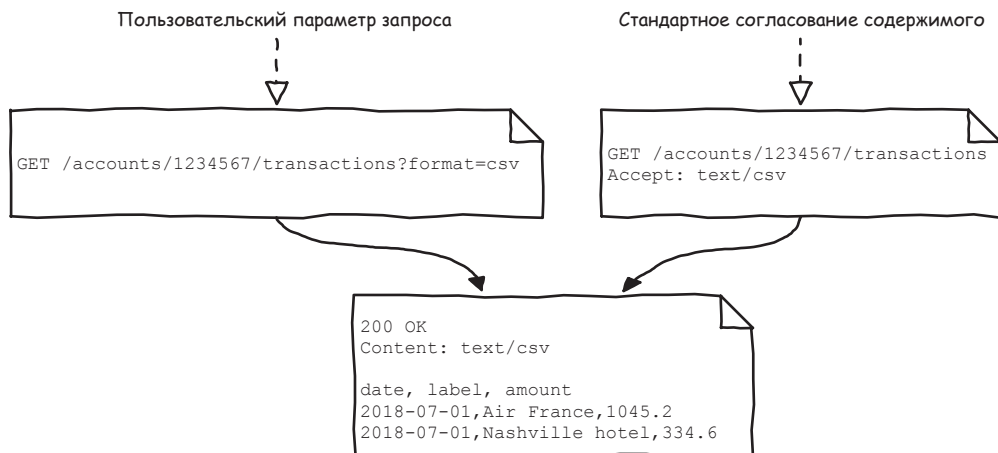 Пользовательский параметр запроса
Стандартное согласование содержимого
GET /accounts/1234567/transactions?format=csv
GET /accounts/1234567/transactions
Accept: text/csv
200 OK
Content: text/csv
date, label, amount
2018-07-01,Air France,1045.2
2018-07-01,Nashville hotel,334.6